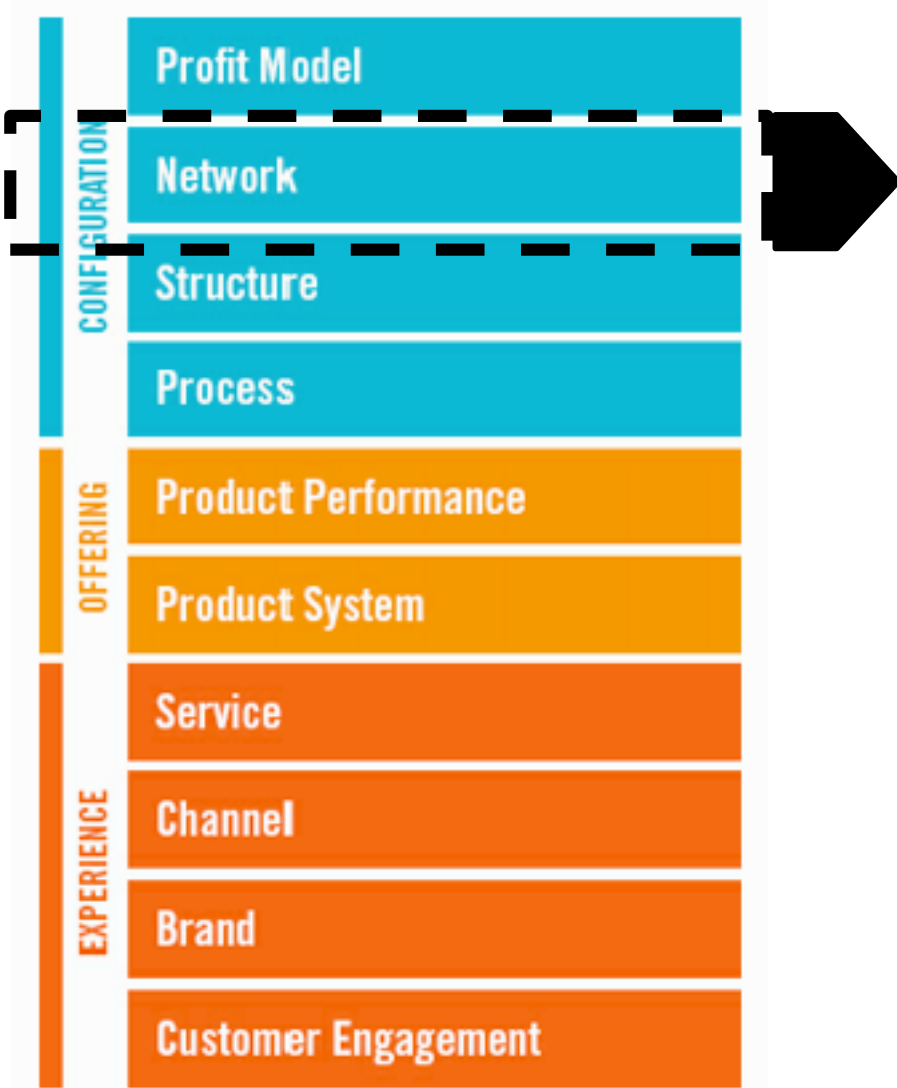 CONFIGURATION
Profit Model
Network
Structure
Process
OFFERING
Product Performance
Product System
EXPERIENCE
Service
Channel
Brand
Customer Engagement